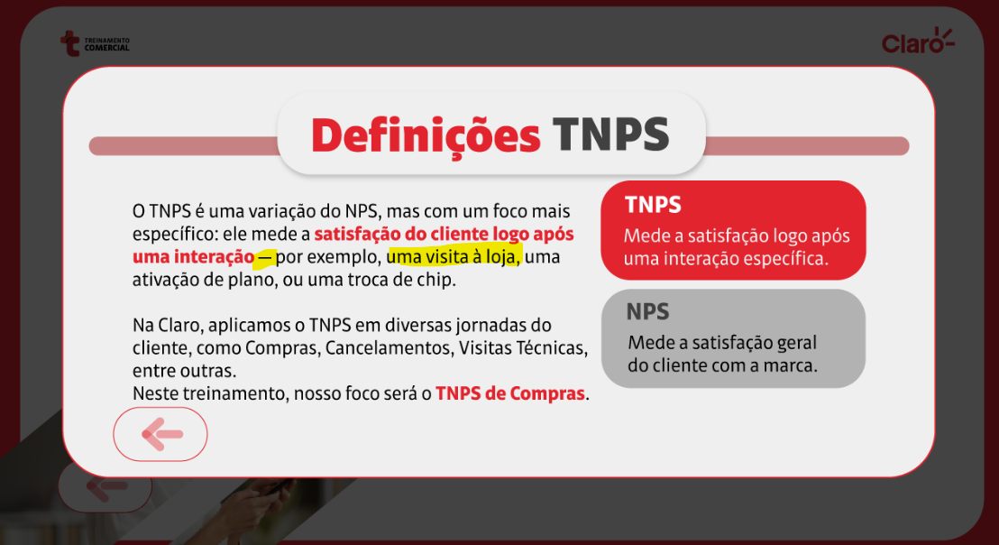 TREINAMENTO
COMERCIAL
Claro
Definições TNPS
O TNPS é uma variação do NPS, mas com um foco mais
específico: ele mede a satisfação do cliente logo após
uma interação – por exemplo, uma visita à loja, uma
ativação de plano, ou uma troca de chip.
Na Claro, aplicamos o TNPS em diversas jornadas do
cliente, como Compras, Cancelamentos, Visitas Técnicas,
entre outras.
Neste treinamento, nosso foco será o TNPS de Compras.
TNPS
Mede a satisfação logo após
uma interação específica.
NPS
Mede a satisfação geral
do cliente com a marca.